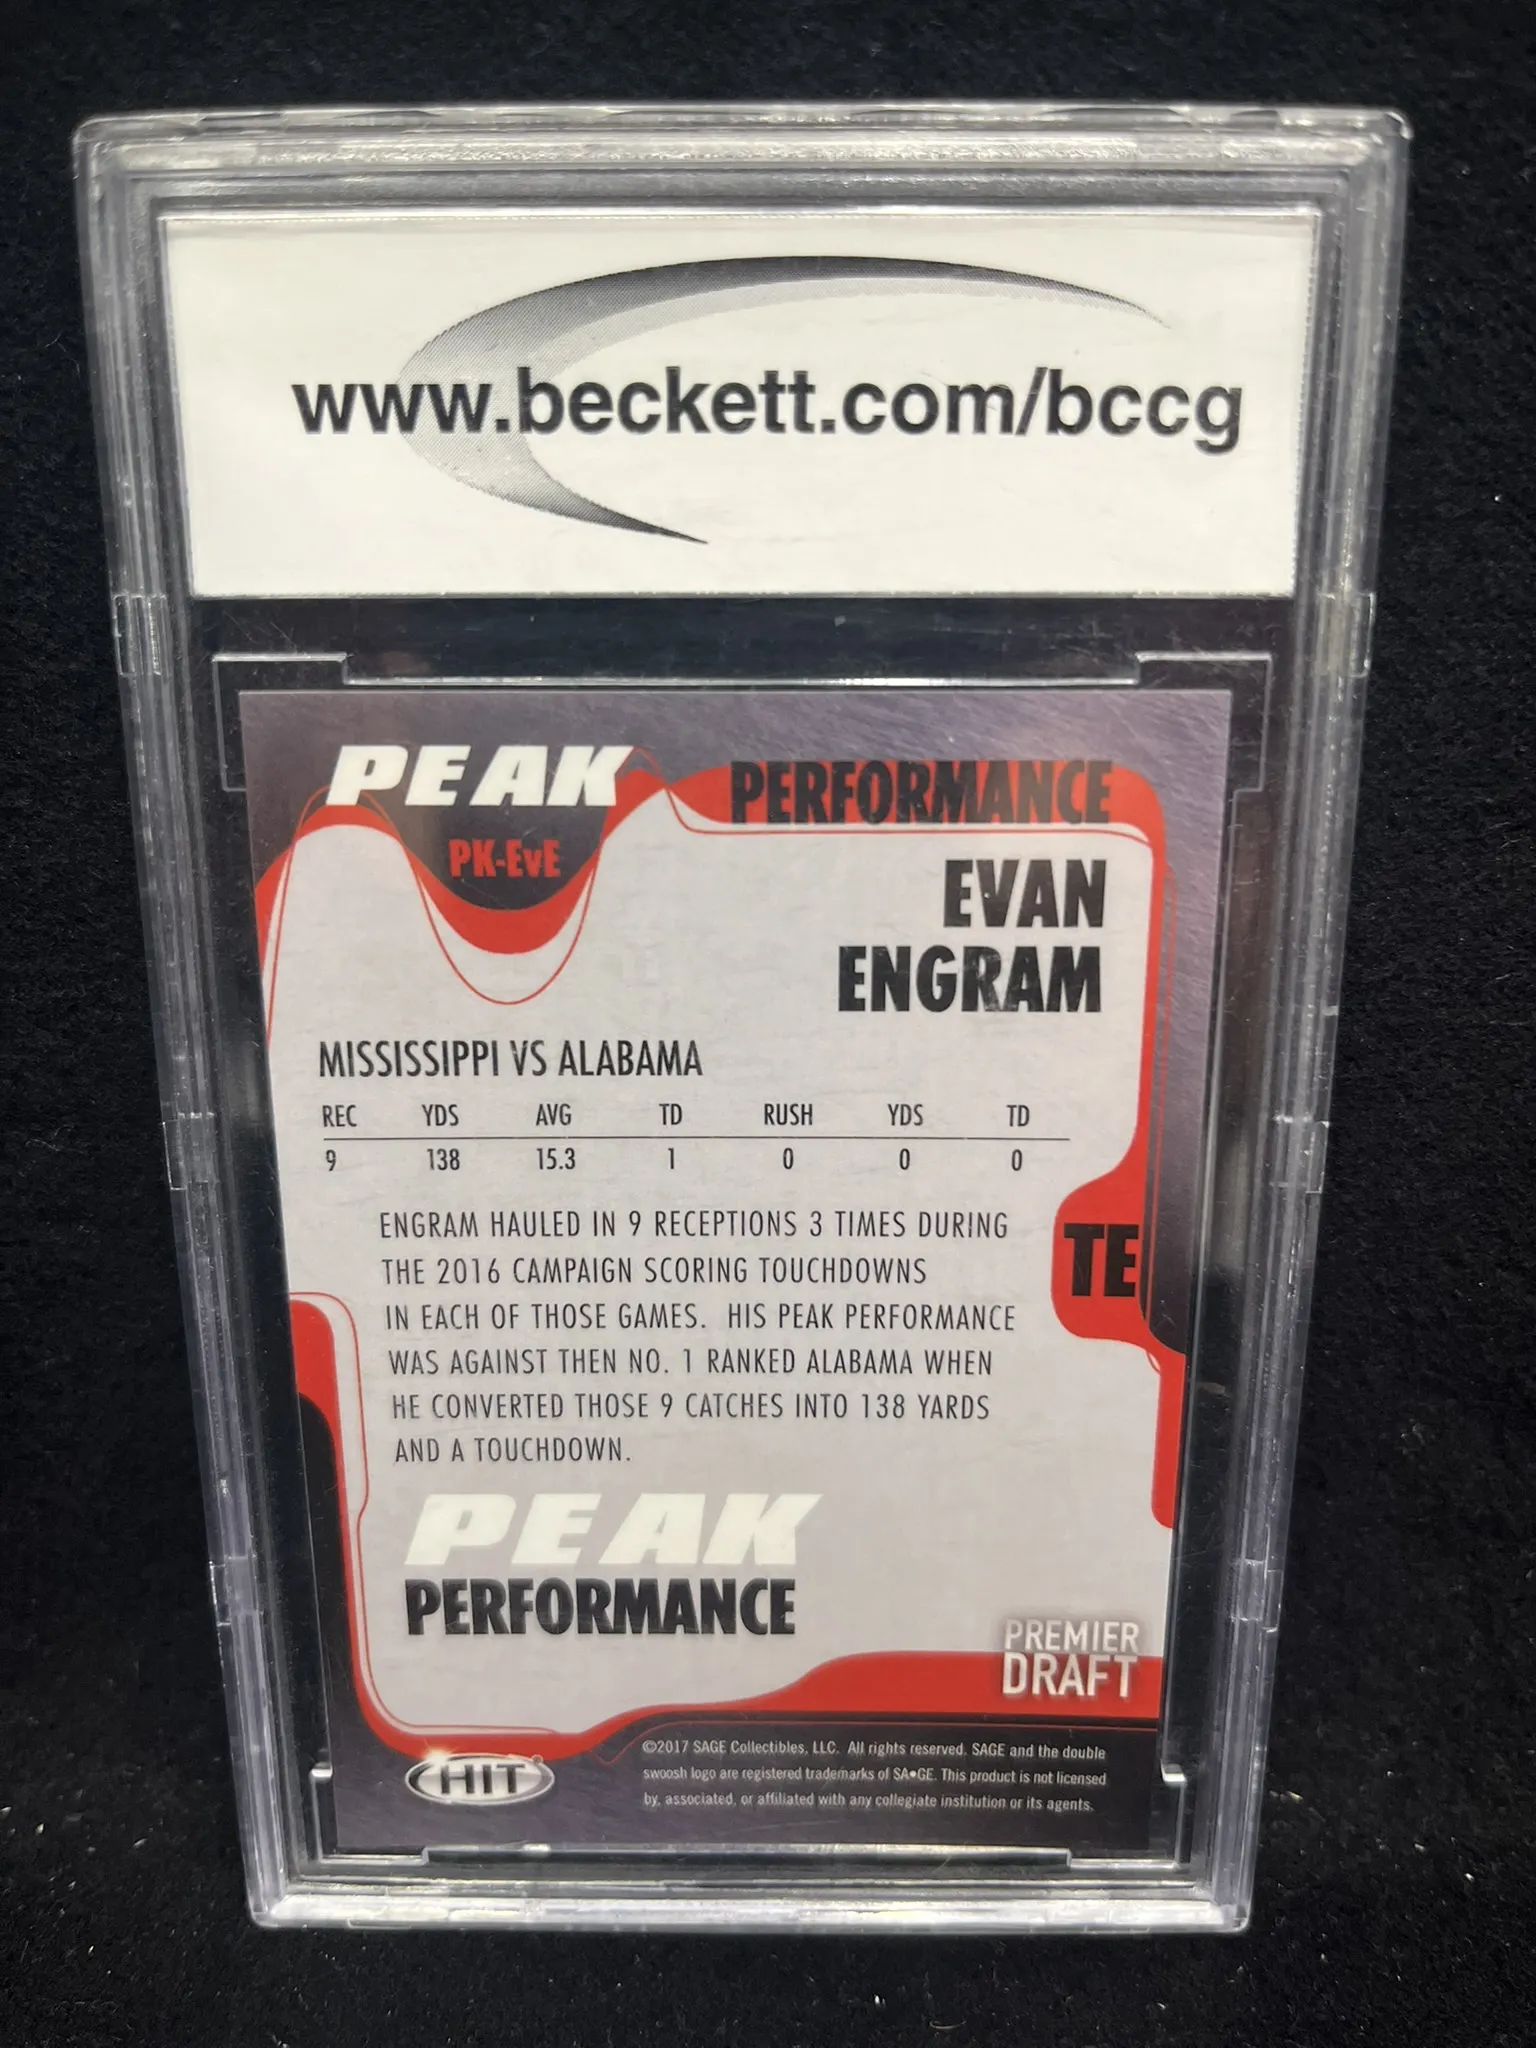 www.beckett.com/bccg
PEAK PERFORMANCE
PK-EvE
EVAN
ENGRAM
MISSISSIPPI VS ALABAMA
REC YDS AVG TD RUSH YDS TD
9 138 15.3 1 0 0 0
ENGRAM HAULED IN 9 RECEPTIONS 3 TIMES DURING
THE 2016 CAMPAIGN SCORING TOUCHDOWNS
IN EACH OF THOSE GAMES. HIS PEAK PERFORMANCE
WAS AGAINST THEN NO. 1 RANKED ALABAMA WHEN
HE CONVERTED THOSE 9 CATCHES INTO 138 YARDS
AND A TOUCHDOWN.
TE
PEAK
PERFORMANCE
PREMIER
DRAFT
HIT
©2017 SAGE Collectibles, LLC. All rights reserved. SAGE and the double
swoosh logo are registered trademarks of SA•GE. This product is not licensed
by, associated, or affiliated with any collegiate institution or its agents.